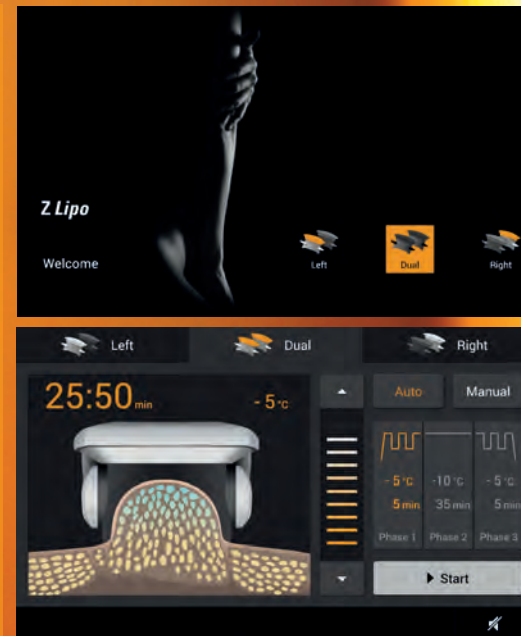 Z Lipo
Welcome
Left
Dual
Right
Left
Dual
Right
25:50 min
- 5 °C
Auto
Manual
- 5 °C
-10 °C
- 5 °C
5 min
35 min
5 min
Phase 1
Phase 2
Phase 3
Start